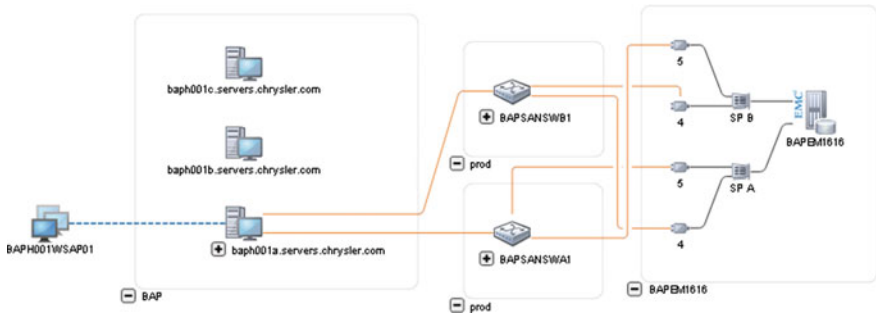 baph001c.servers.chrysler.com
baph001b.servers.chrysler.com
BAPH001WSAP01
baph001a.servers.chrysler.com
BAP
BAPSANSWB1
prod
BAPSANSWA1
prod
5
4
SP B
EMC
BAPEM1616
5
SP A
4
BAPEM1616